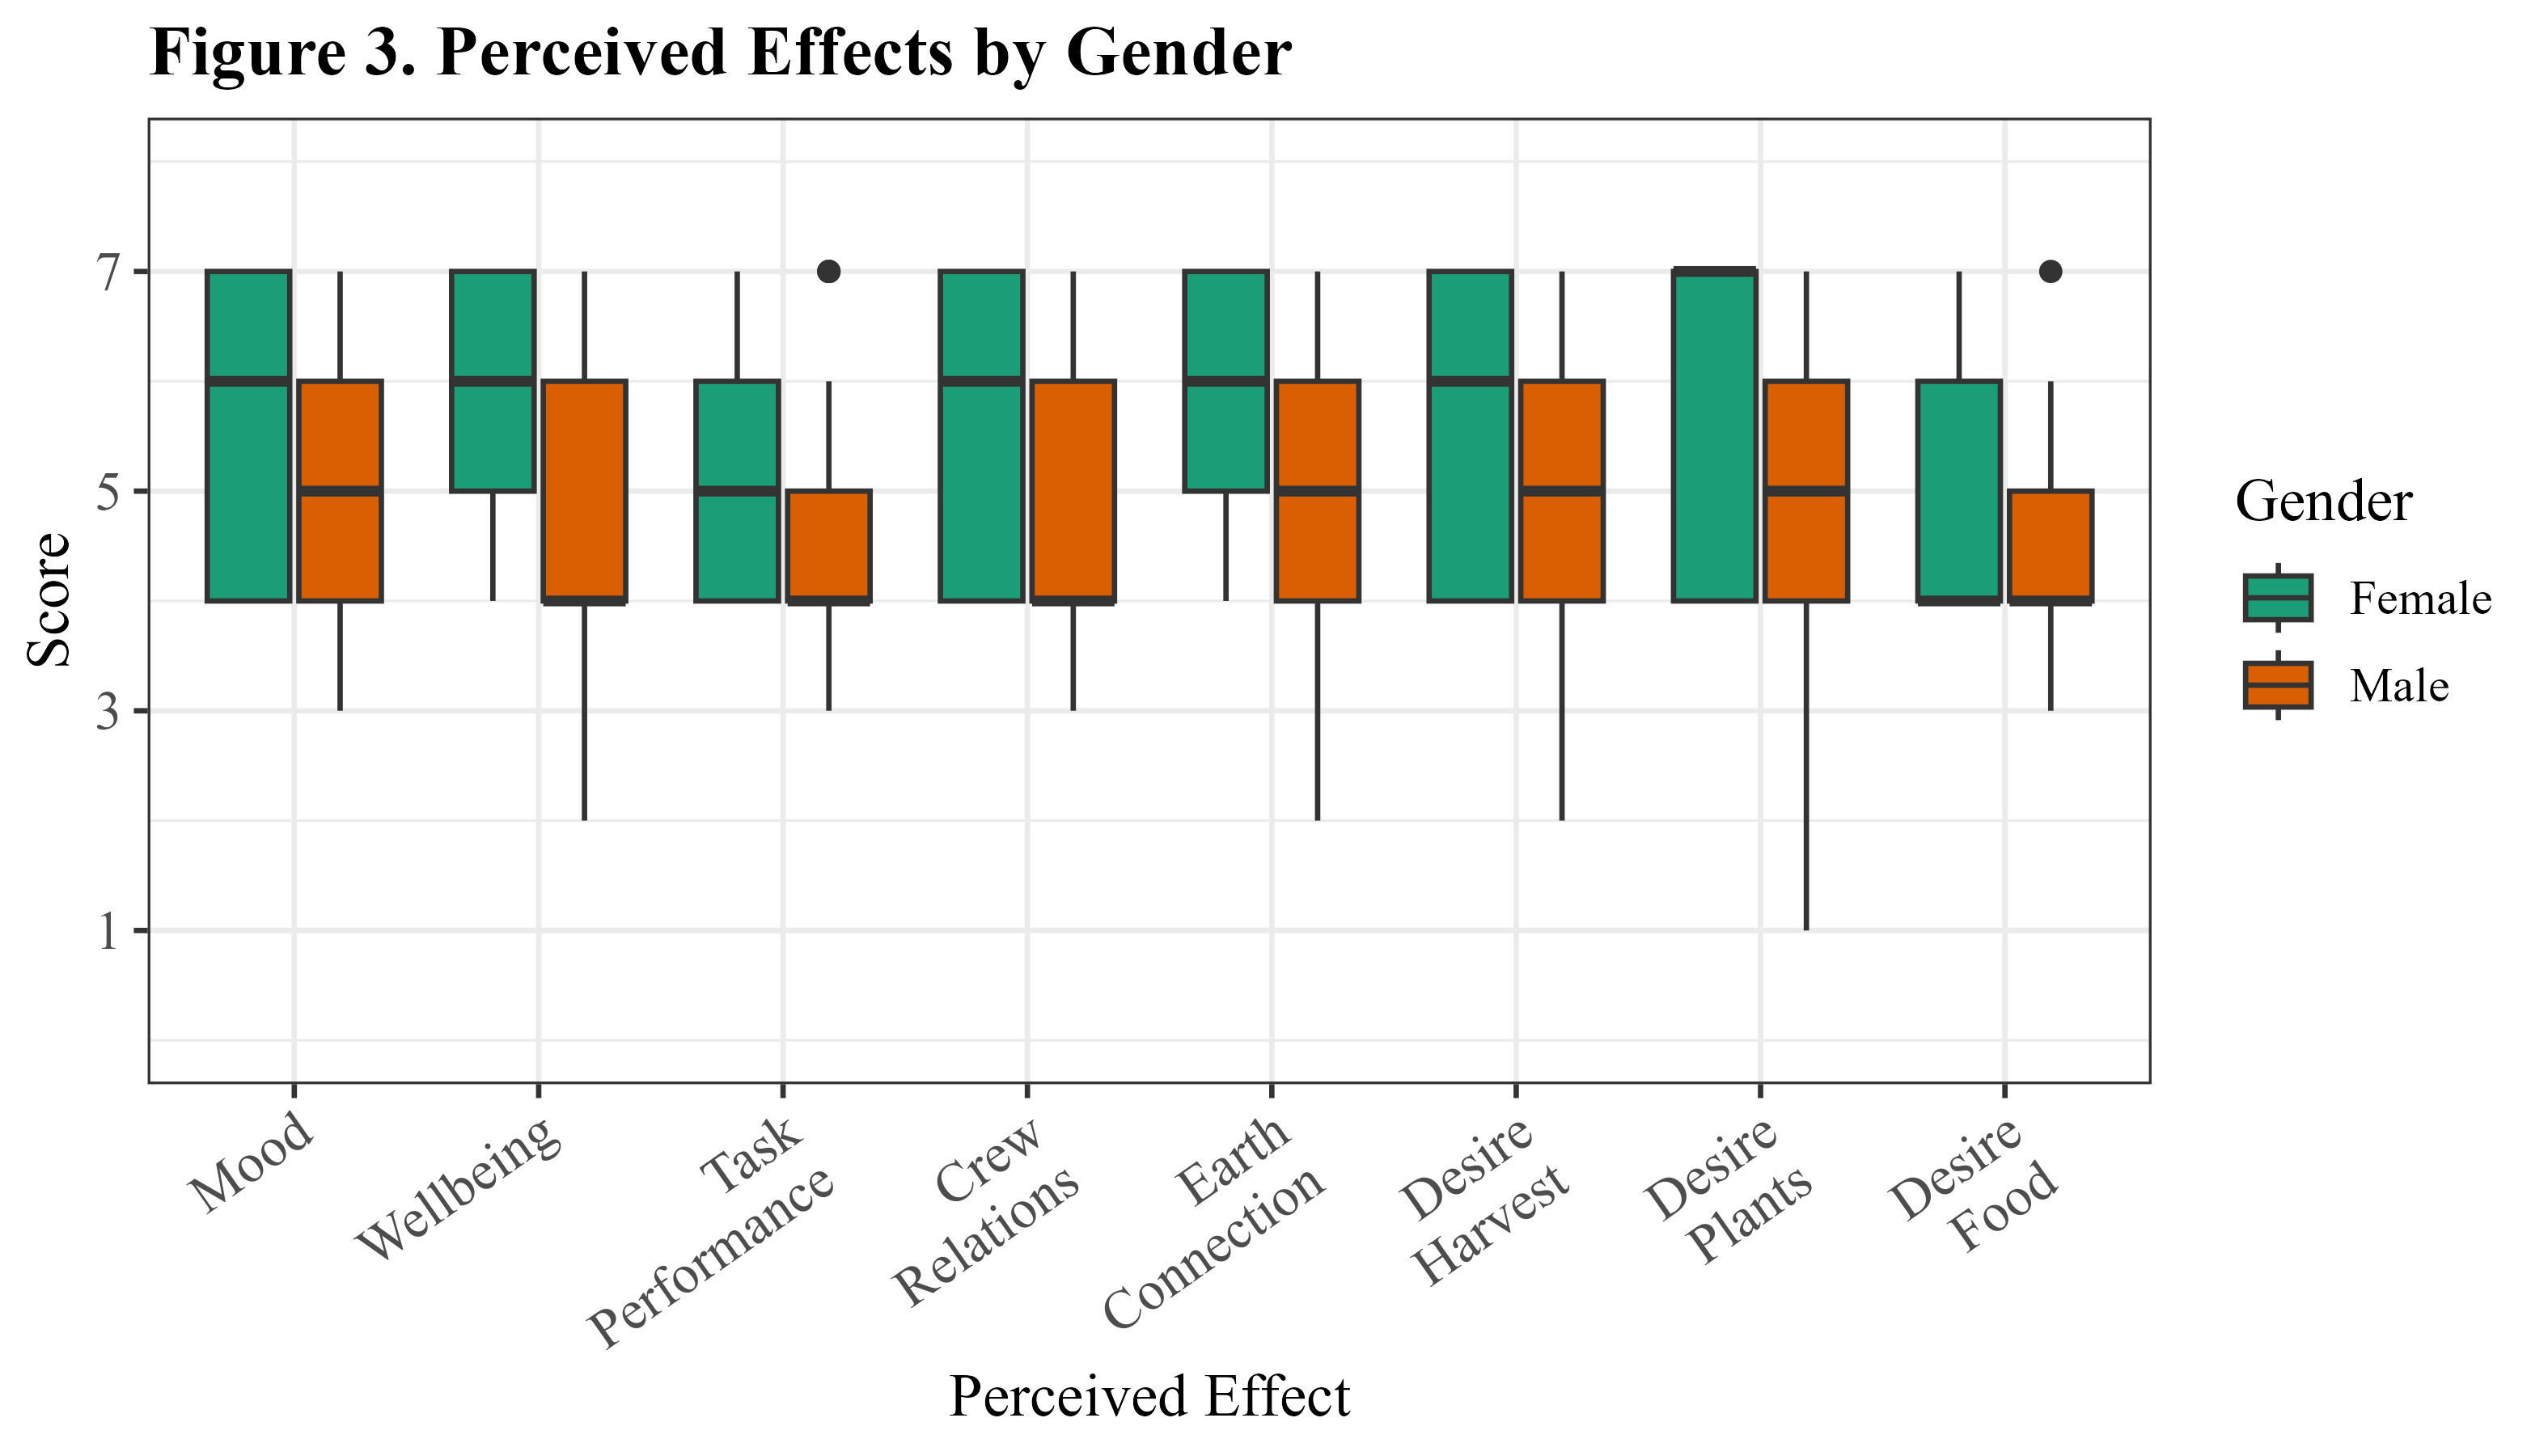 Figure 3. Perceived Effects by Gender
Score
7
5
3
1
Mood
Wellbeing
Task
Performance
Crew
Relations
Earth
Connection
Desire
Harvest
Desire
Plants
Desire
Food
Perceived Effect
Gender
Female
Male